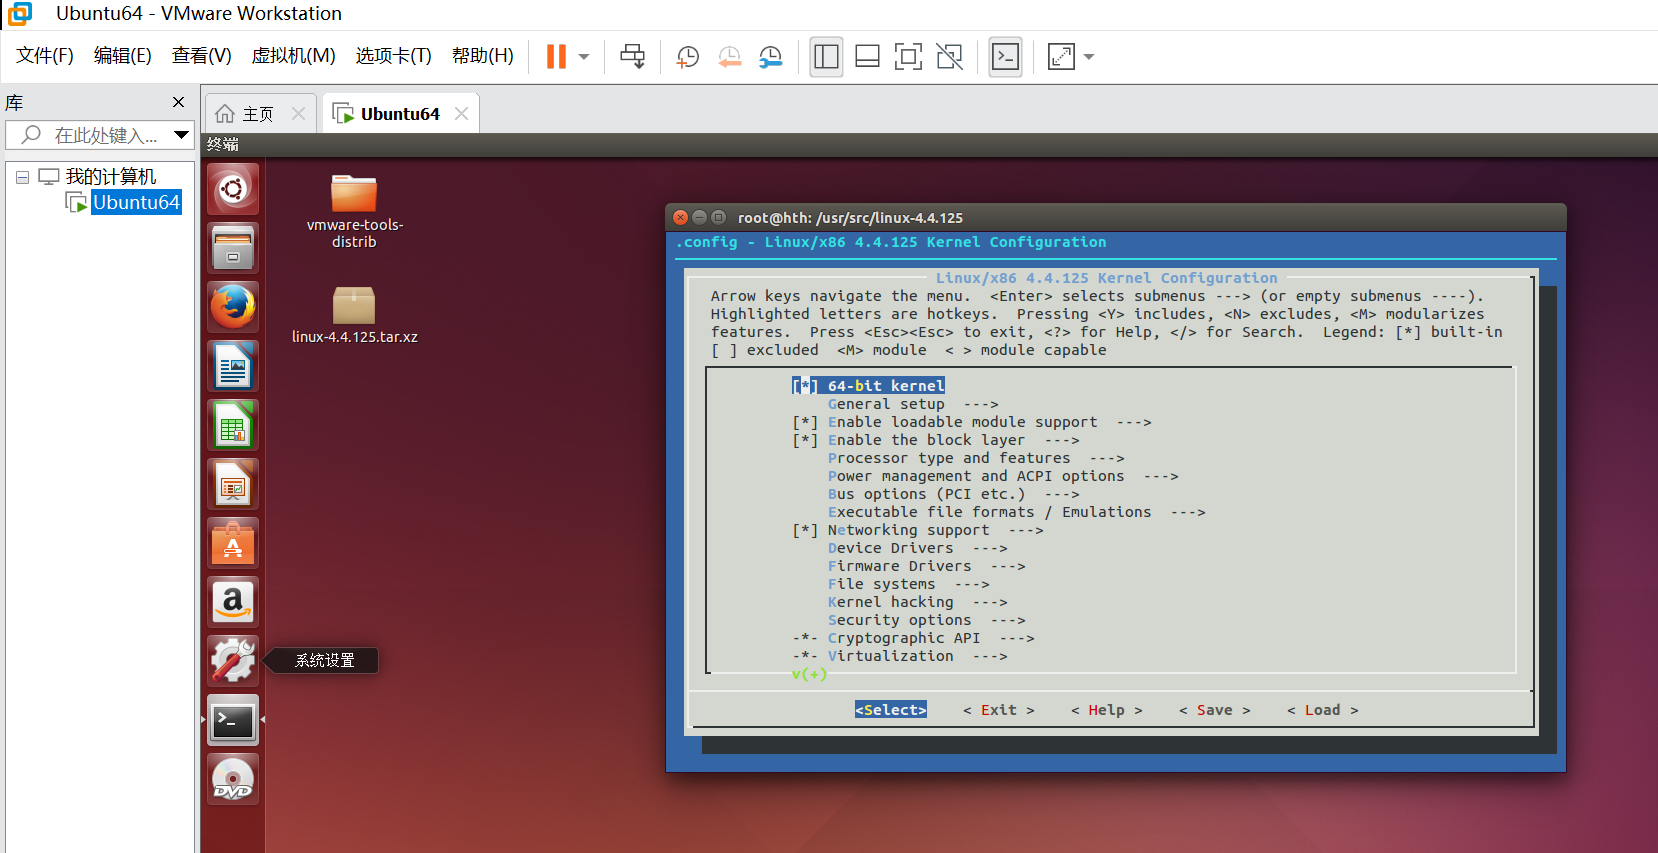 Ubuntu64 - VMware Workstation
文件(F) 编辑(E) 查看(V) 虚拟机(M) 选项卡(T) 帮助(H)
库
在此处键入...
我的计算机
Ubuntu64
主页
Ubuntu64
终端
vmware-tools-
distrib
linux-4.4.125.tar.xz
系统设置
DVD
root@hth: /usr/src/linux-4.4.125
.config - Linux/x86 4.4.125 Kernel Configuration
Linux/x86 4.4.125 Kernel Configuration
Arrow keys navigate the menu.  <Enter> selects submenus ---> (or empty submenus ----).
Highlighted letters are hotkeys.  Pressing <Y> includes, <N> excludes, <M> modularizes
features.  Press <Esc><Esc> to exit, <?> for Help, </> for Search.  Legend: [*] built-in
[ ] excluded  <M> module  < > module capable
[*] 64-bit kernel
General setup  --->
[*] Enable loadable module support  --->
[*] Enable the block layer  --->
Processor type and features  --->
Power management and ACPI options  --->
Bus options (PCI etc.)  --->
Executable file formats / Emulations  --->
[*] Networking support  --->
Device Drivers  --->
Firmware Drivers  --->
File systems  --->
Kernel hacking  --->
Security options  --->
-*- Cryptographic API  --->
-*- Virtualization  --->
v(+)
<Select>    < Exit >    < Help >    < Save >    < Load >